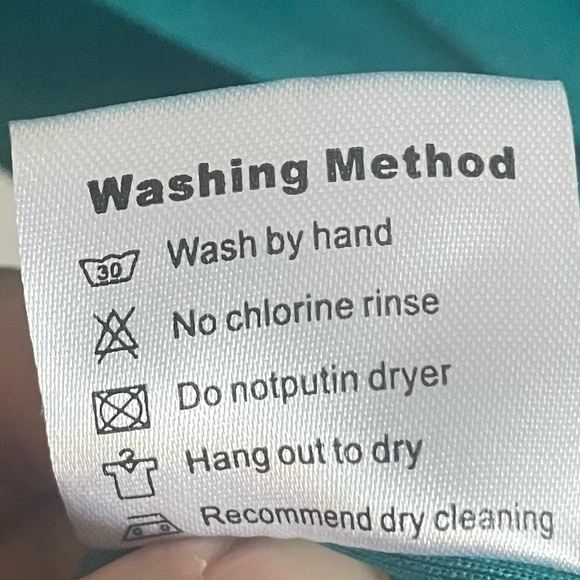 Washing Method
30 Wash by hand
No chlorine rinse
Do notputin dryer
Hang out to dry
Recommend dry cleaning